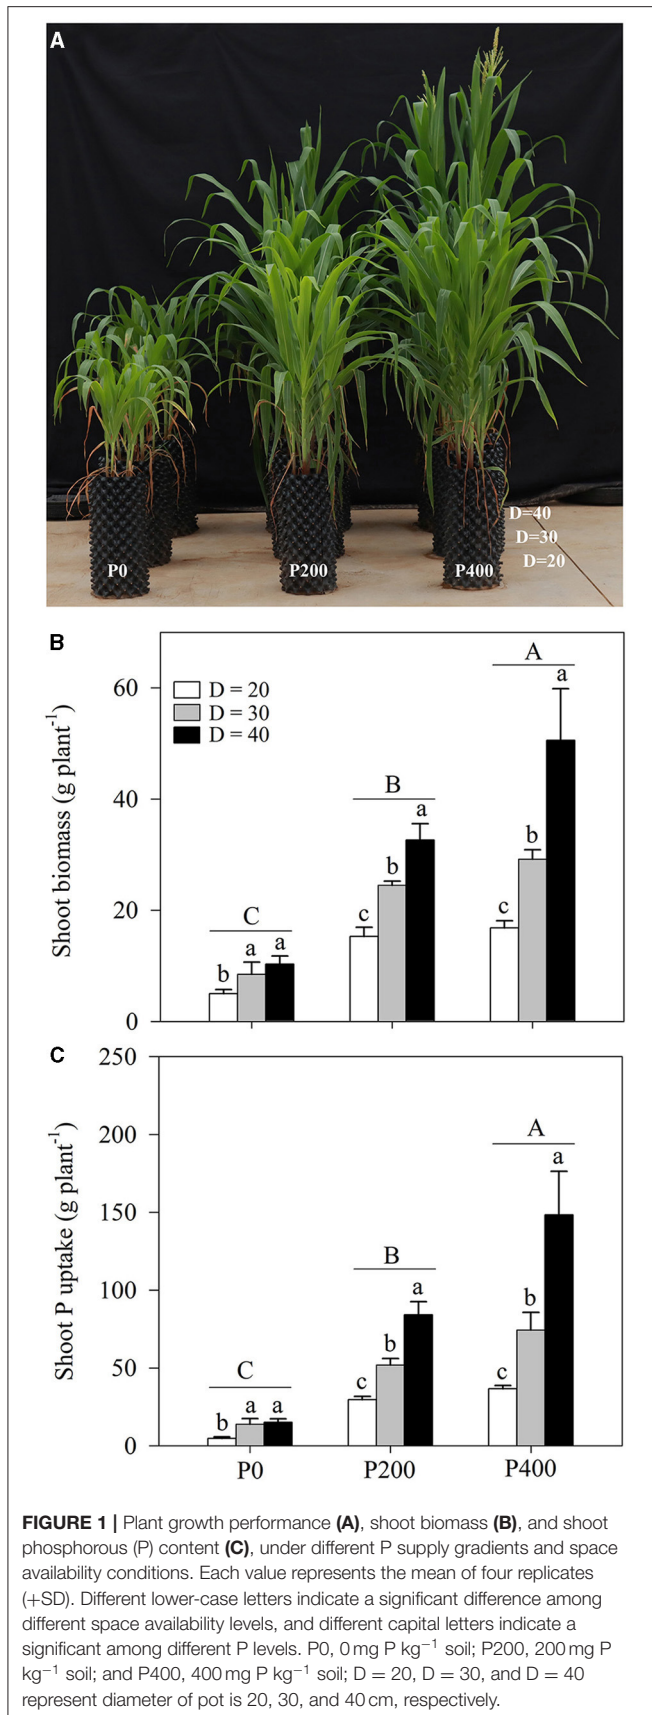 A
D=40
D=30
D=20
P0
P200
P400
B
Shoot biomass (g plant⁻¹)
60
40
20
0
D = 20
D = 30
D = 40
C
b
a
a
B
c
b
a
A
c
b
a
C
Shoot P uptake (g plant⁻¹)
250
200
150
100
50
0
C
b
a
a
B
c
b
a
A
c
b
a
P0
P200
P400
FIGURE 1 | Plant growth performance (A), shoot biomass (B), and shoot
phosphorous (P) content (C), under different P supply gradients and space
availability conditions. Each value represents the mean of four replicates
(+SD). Different lower-case letters indicate a significant difference among
different space availability levels, and different capital letters indicate a
significant among different P levels. P0, 0 mg P kg⁻¹ soil; P200, 200 mg P
kg⁻¹ soil; and P400, 400 mg P kg⁻¹ soil; D = 20, D = 30, and D = 40
represent diameter of pot is 20, 30, and 40 cm, respectively.